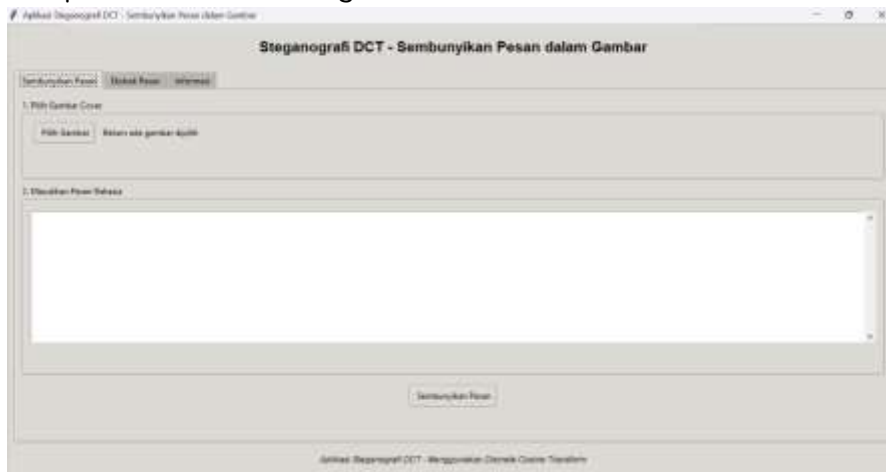 Aplikasi Steganografi DCT - Sembunyikan Pesan dalam Gambar
Steganografi DCT - Sembunyikan Pesan dalam Gambar
Sembunyikan Pesan Ekstrak Pesan Informasi
1. Pilih Gambar Cover
Pilih Gambar Belum ada gambar dipilih
2. Masukkan Pesan Rahasia
Sembunyikan Pesan
Aplikasi Steganografi DCT - Menggunakan Discrete Cosine Transform